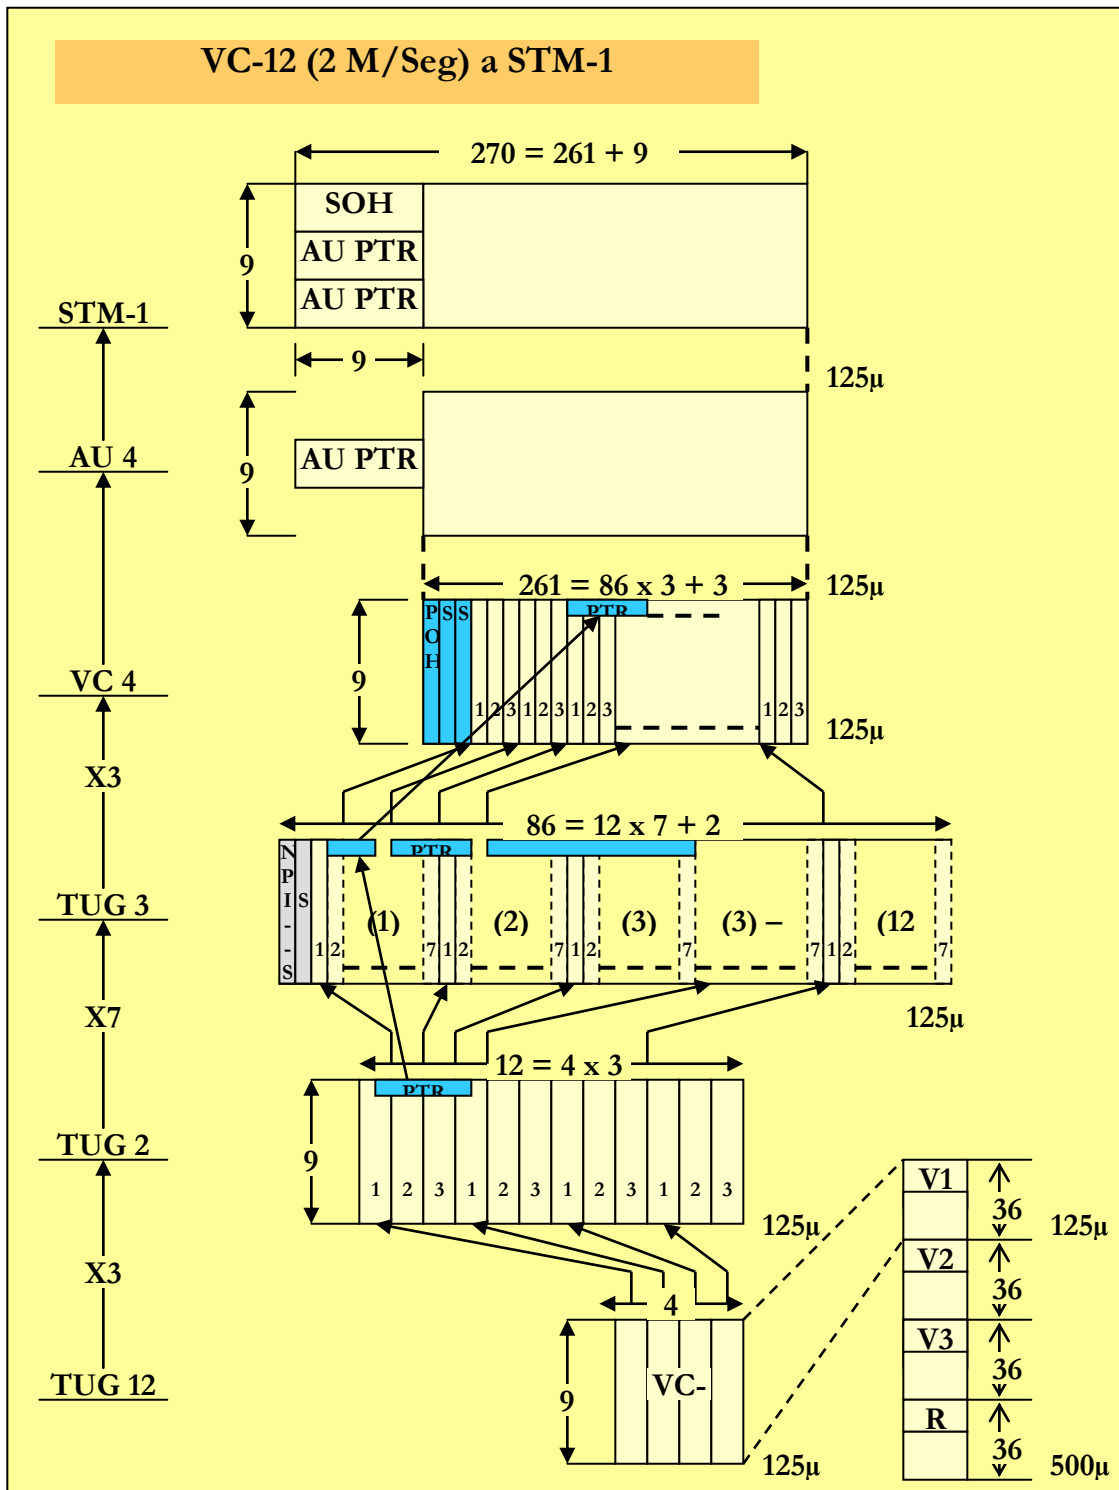 VC-12 (2 M/Seg) a STM-1
270 = 261 + 9
SOH
AU PTR
AU PTR
9
STM-1
9
125µ
AU PTR
9
AU 4
261 = 86 x 3 + 3
125µ
POH
S
S
PTR
9
VC 4
1 2 3 1 2 3 1 2 3
1 2 3
125µ
X3
86 = 12 x 7 + 2
NPI--S
S
PTR
(1)
(2)
(3)
(3) –
(12
1 2 7 1 2 7 1 2 7 7 1 2 7
TUG 3
125µ
X7
12 = 4 x 3
PTR
9
1 2 3 1 2 3 1 2 3 1 2 3
TUG 2
125µ
X3
4
9
VC-
TUG 12
125µ
V1
36
125µ
V2
36
V3
36
R
36
500µ